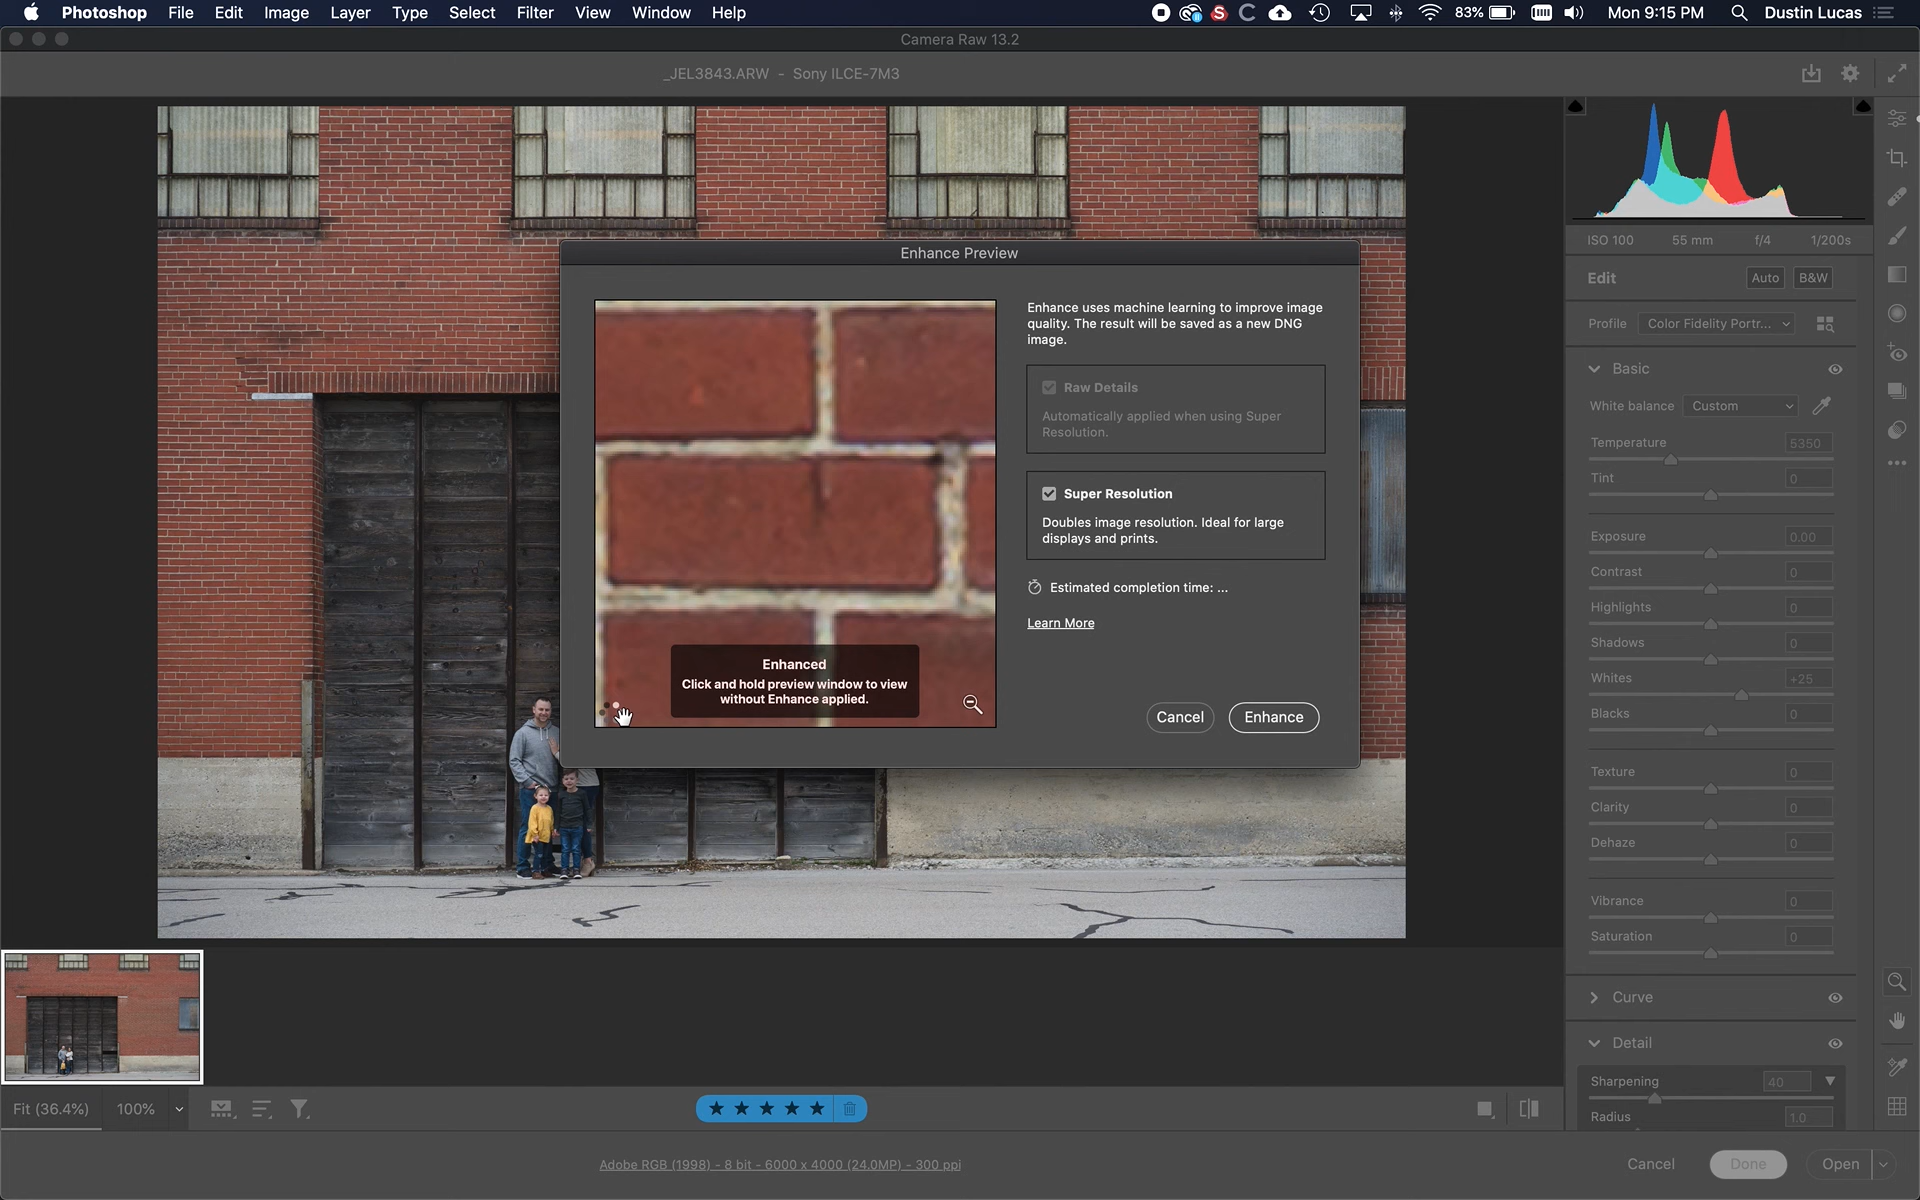 Photoshop File Edit Image Layer Type Select Filter View Window Help
83% Mon 9:15 PM Dustin Lucas
Camera Raw 13.2
_JEL3843.ARW - Sony ILCE-7M3
ISO 100 55 mm f/4 1/200s
Edit Auto B&W
Profile Color Fidelity Portr...
Basic
White balance Custom
Temperature 5350
Tint 0
Exposure 0.00
Contrast 0
Highlights 0
Shadows 0
Whites +25
Blacks 0
Texture 0
Clarity 0
Dehaze 0
Vibrance 0
Saturation 0
Curve
Detail
Sharpening 40
Radius 1.0
Enhance Preview
Enhance uses machine learning to improve image
quality. The result will be saved as a new DNG
image.
Raw Details
Automatically applied when using Super
Resolution.
Super Resolution
Doubles image resolution. Ideal for large
displays and prints.
Estimated completion time: ...
Learn More
Enhanced
Click and hold preview window to view
without Enhance applied.
Cancel Enhance
Fit (36.4%) 100%
Adobe RGB (1998) - 8 bit - 6000 x 4000 (24.0MP) - 300 ppi
Cancel Done Open